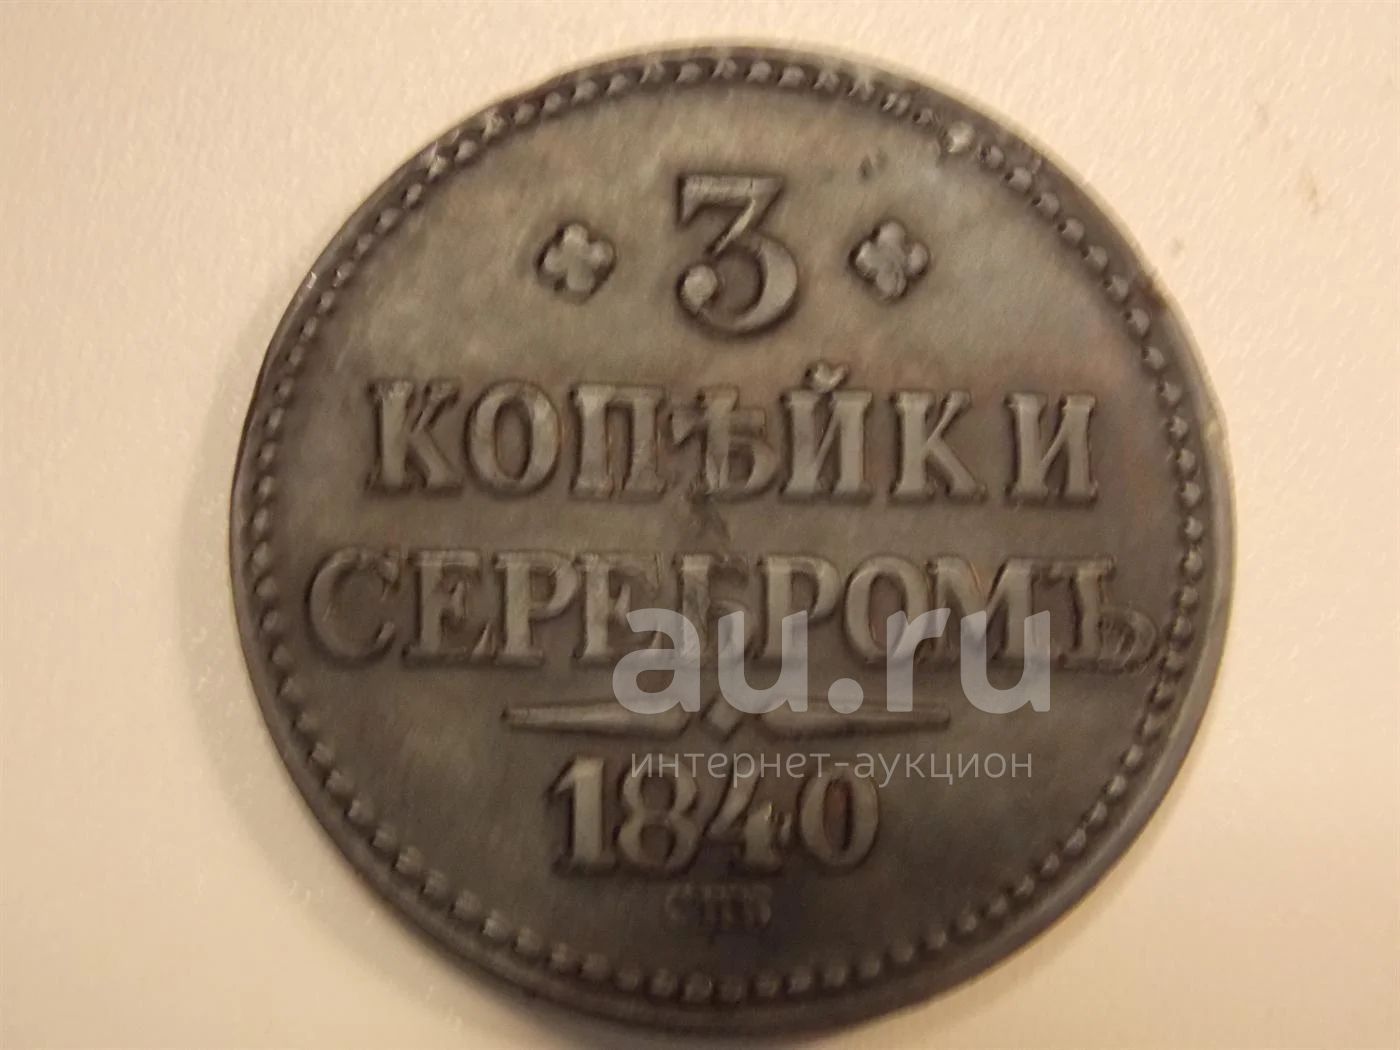 3
КОПѢЙКИ
СЕРЕБРОМЪ
au.ru
интернет-аукцион
1840
СПБ